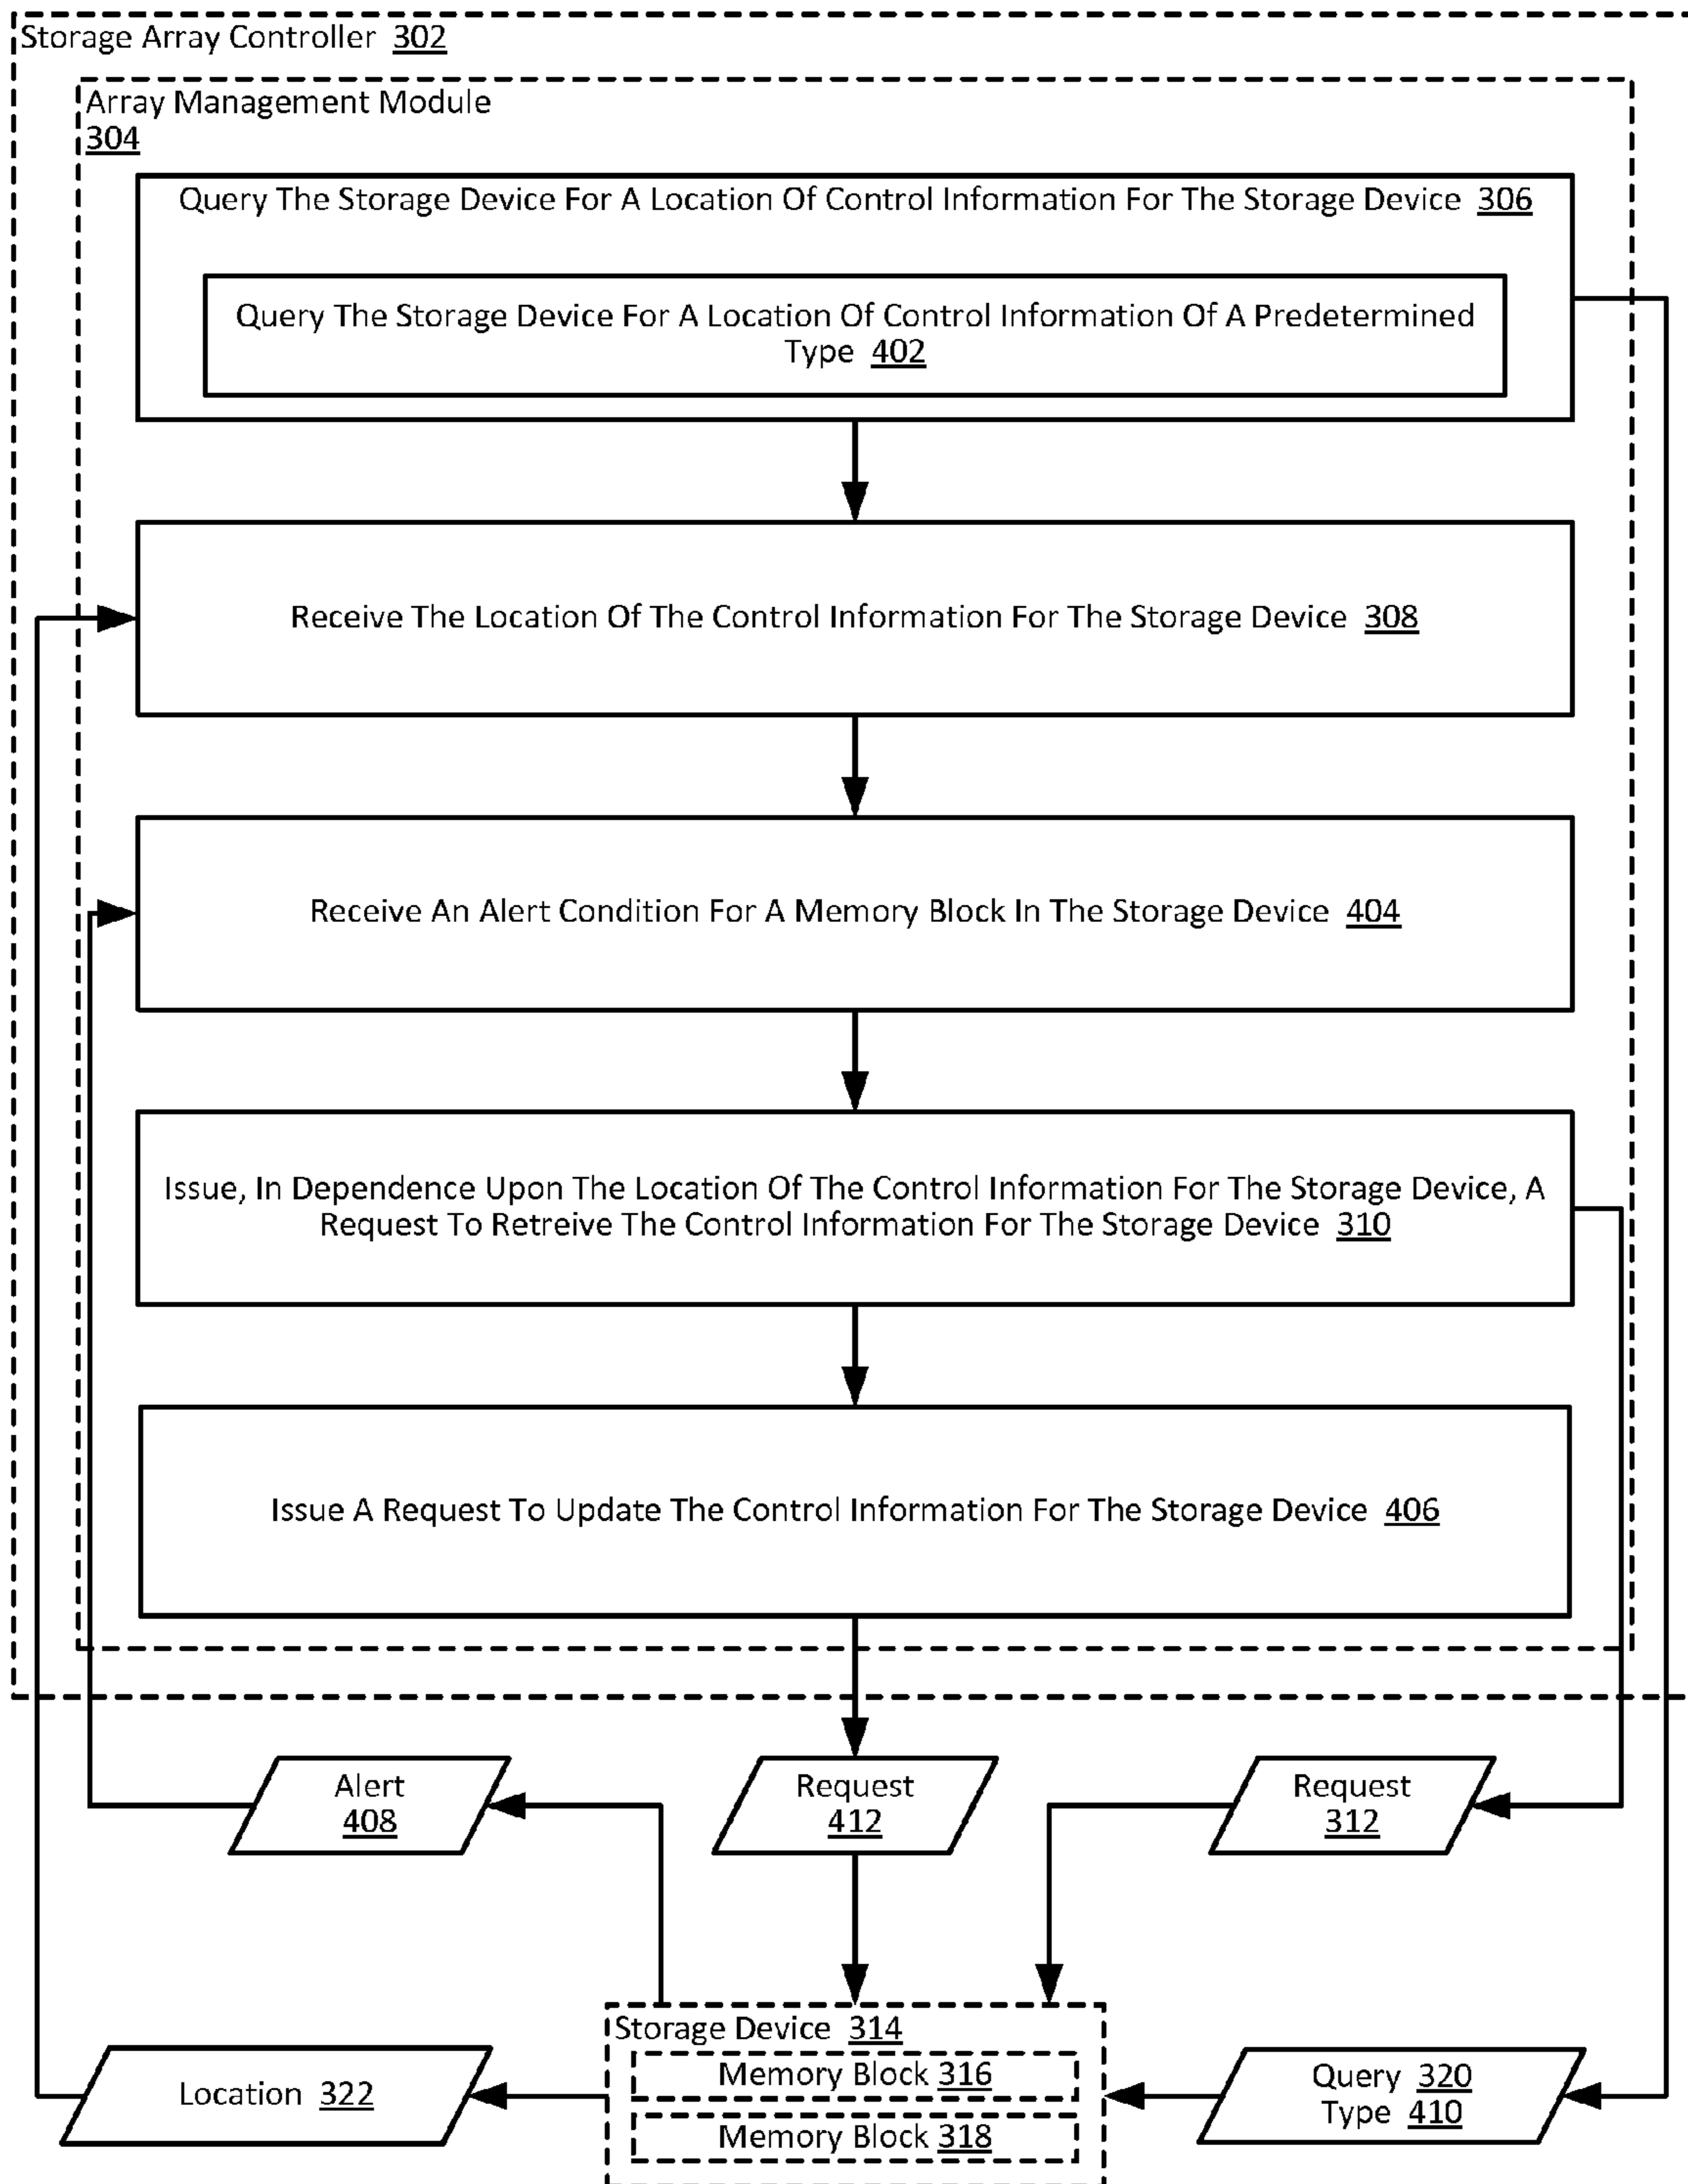 Storage Array Controller 302
Array Management Module
304
Query The Storage Device For A Location Of Control Information For The Storage Device 306
Query The Storage Device For A Location Of Control Information Of A Predetermined
Type 402
Receive The Location Of The Control Information For The Storage Device 308
Receive An Alert Condition For A Memory Block In The Storage Device 404
Issue, In Dependence Upon The Location Of The Control Information For The Storage Device, A
Request To Retreive The Control Information For The Storage Device 310
Issue A Request To Update The Control Information For The Storage Device 406
Alert
408
Request
412
Request
312
Storage Device 314
Memory Block 316
Memory Block 318
Location 322
Query 320
Type 410